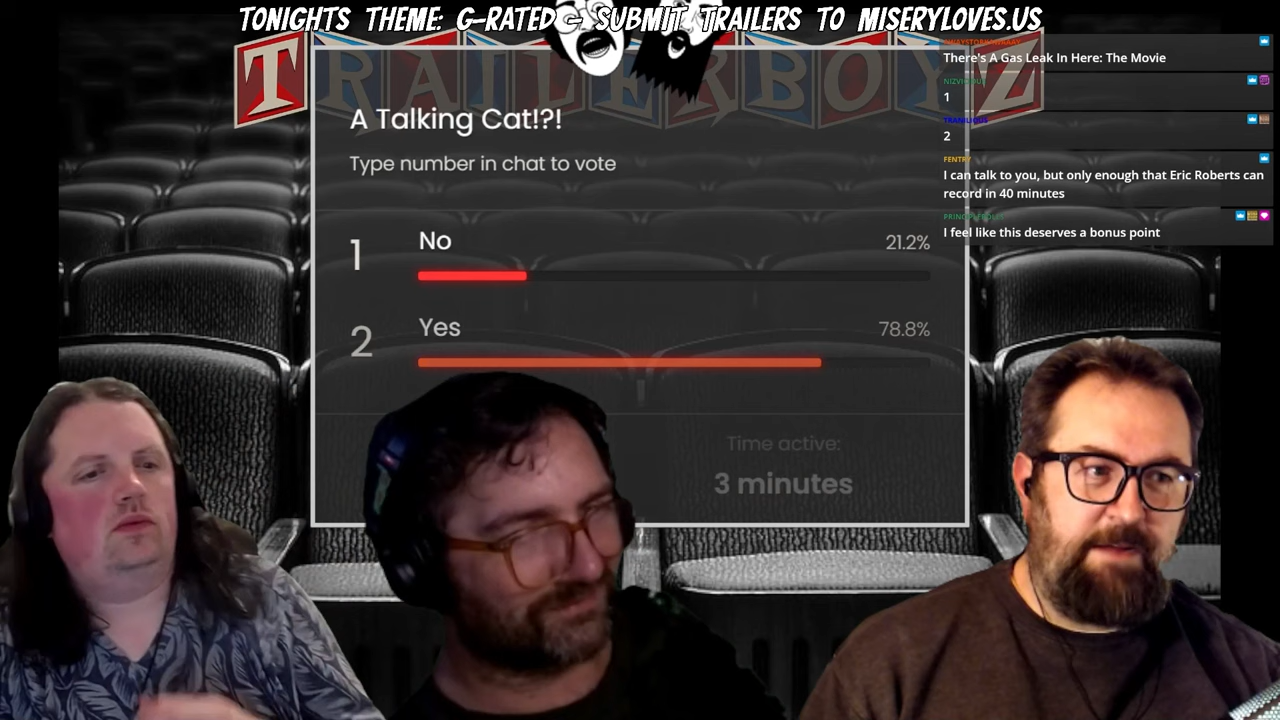 TONIGHTS THEME: G-RATED - SUBMIT TRAILERS TO MISERYLOVES.US
TRAILERBOYZ
A Talking Cat!?!
Type number in chat to vote
1 No 21.2%
2 Yes 78.8%
Time active:
3 minutes
There's A Gas Leak In Here: The Movie
1
2
FENTRY
I can talk to you, but only enough that Eric Roberts can
record in 40 minutes
I feel like this deserves a bonus point